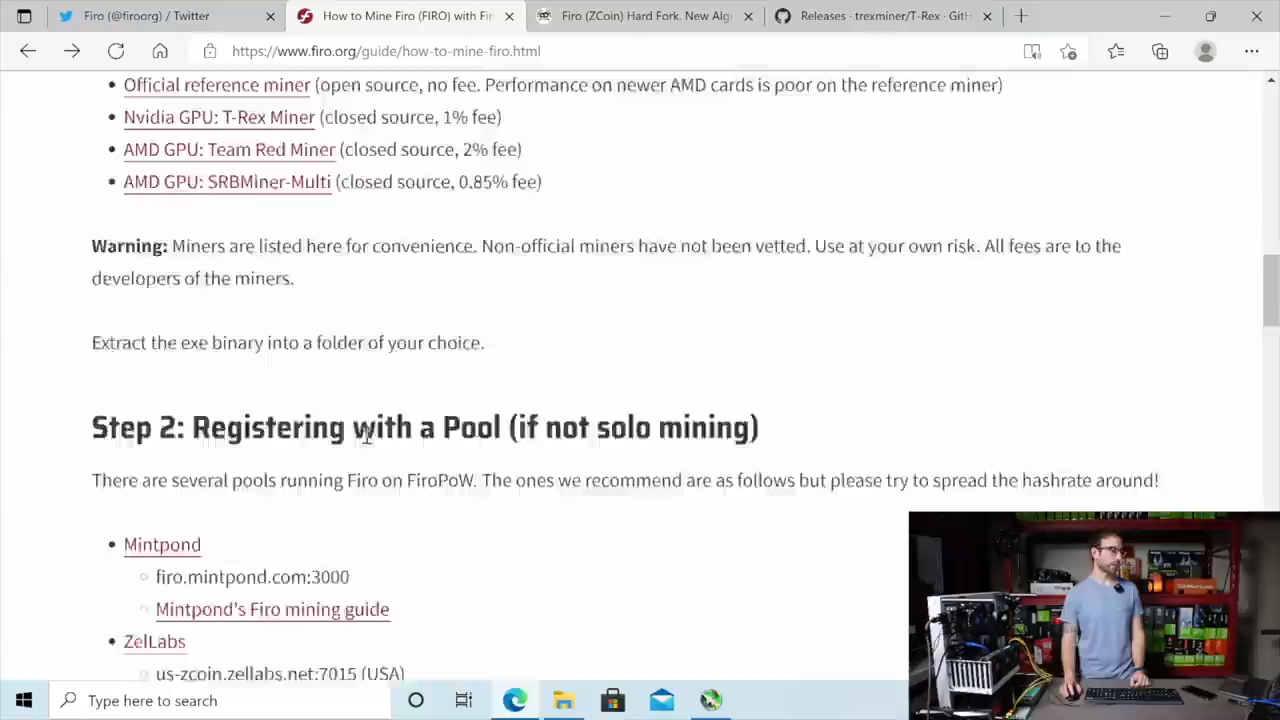 Firo (@firoorg) / Twitter
How to Mine Firo (FIRO) with Fir
Firo (ZCoin) Hard Fork. New Alg
Releases · trexminer/T-Rex · GitH
https://www.firo.org/guide/how-to-mine-firo.html
• Official reference miner (open source, no fee. Performance on newer AMD cards is poor on the reference miner)
• Nvidia GPU: T-Rex Miner (closed source, 1% fee)
• AMD GPU: Team Red Miner (closed source, 2% fee)
• AMD GPU: SRBMiner-Multi (closed source, 0.85% fee)
Warning: Miners are listed here for convenience. Non-official miners have not been vetted. Use at your own risk. All fees are to the
developers of the miners.
Extract the exe binary into a folder of your choice.
Step 2: Registering with a Pool (if not solo mining)
There are several pools running Firo on FiroPoW. The ones we recommend are as follows but please try to spread the hashrate around!
• Mintpond
◦ firo.mintpond.com:3000
◦ Mintpond's Firo mining guide
• ZelLabs
◦ us-zcoin.zellabs.net:7015 (USA)
Type here to search